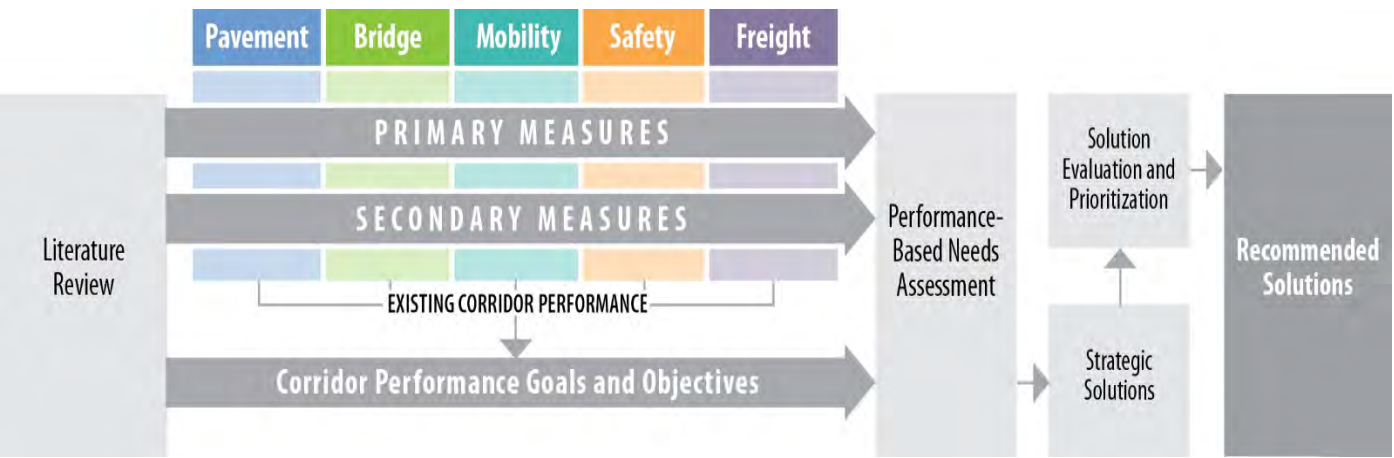 Pavement
Bridge
Mobility
Safety
Freight
Literature
Review
PRIMARY MEASURES
SECONDARY MEASURES
EXISTING CORRIDOR PERFORMANCE
Corridor Performance Goals and Objectives
Performance-
Based Needs
Assessment
Solution
Evaluation and
Prioritization
Strategic
Solutions
Recommended
Solutions